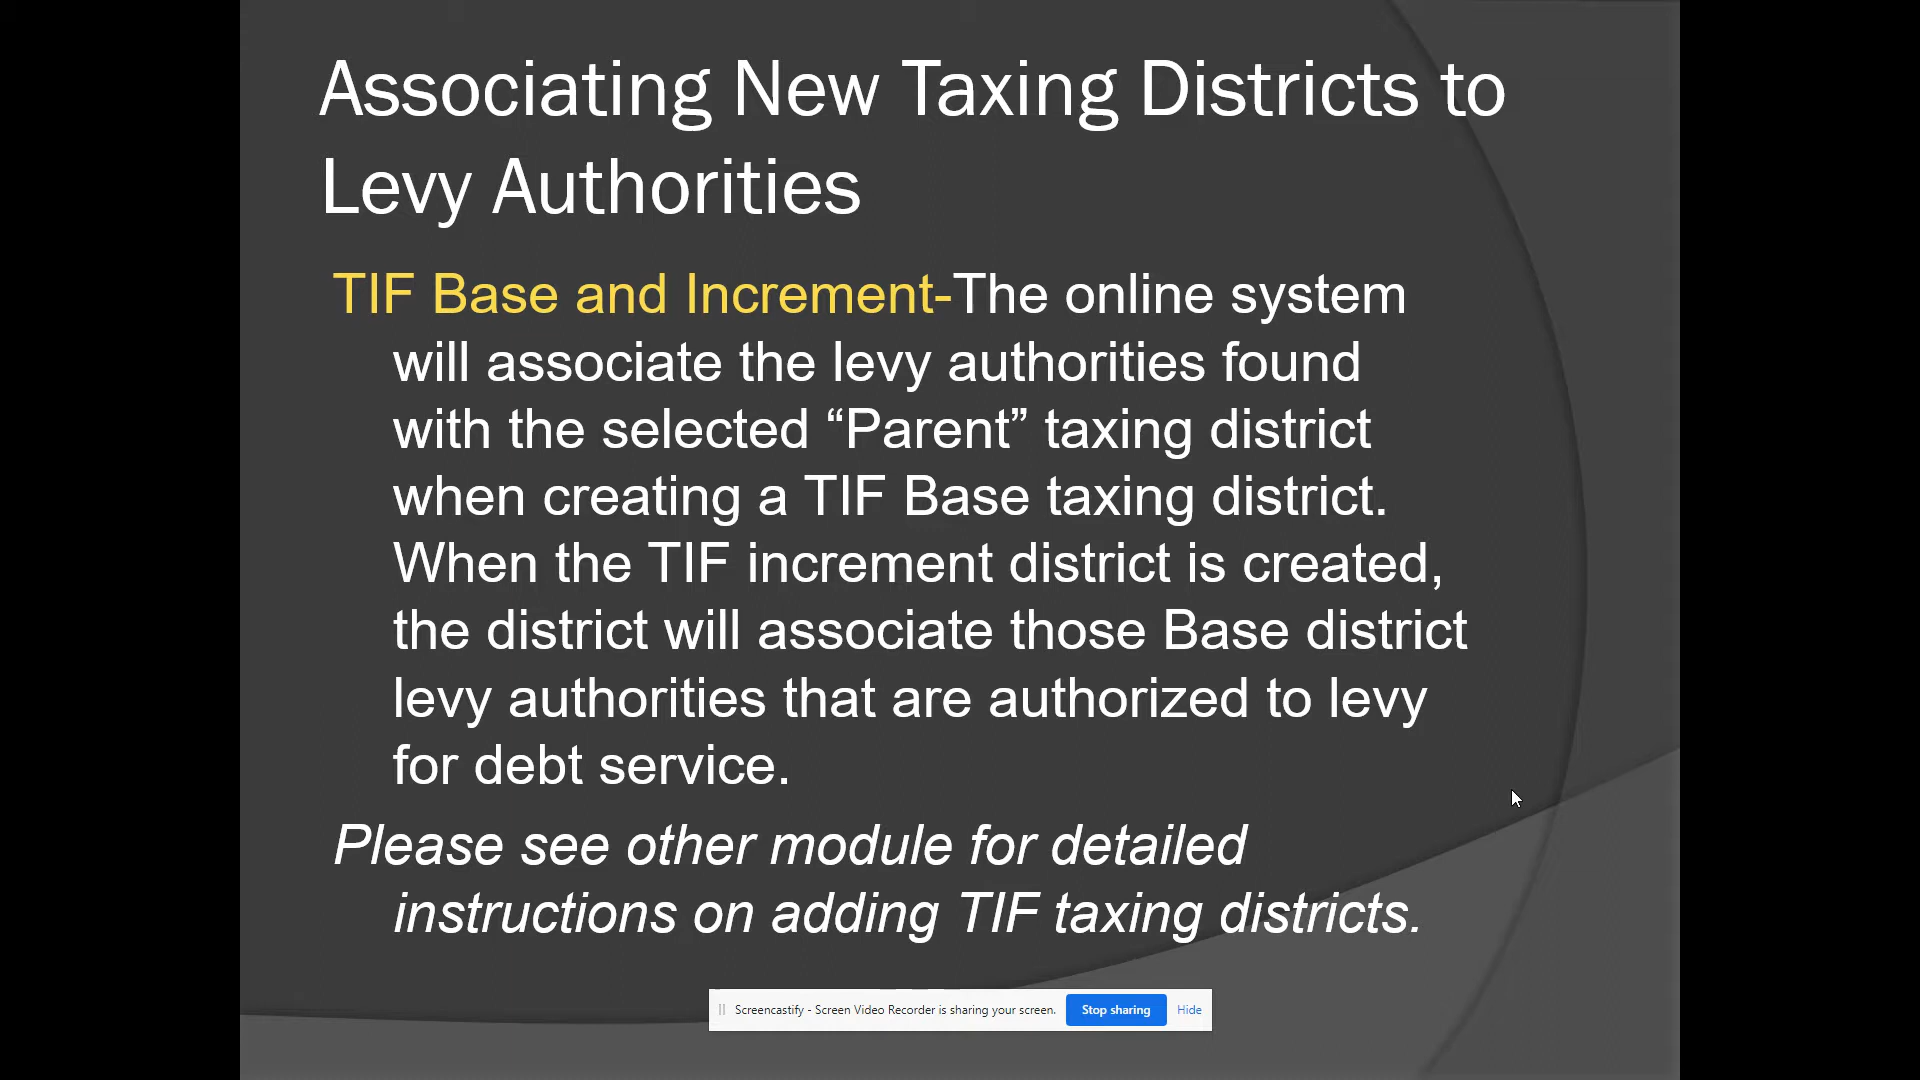 Associating New Taxing Districts to
Levy Authorities
TIF Base and Increment-The online system
will associate the levy authorities found
with the selected “Parent” taxing district
when creating a TIF Base taxing district.
When the TIF increment district is created,
the district will associate those Base district
levy authorities that are authorized to levy
for debt service.
Please see other module for detailed
instructions on adding TIF taxing districts.
Screencastify - Screen Video Recorder is sharing your screen. Stop sharing Hide